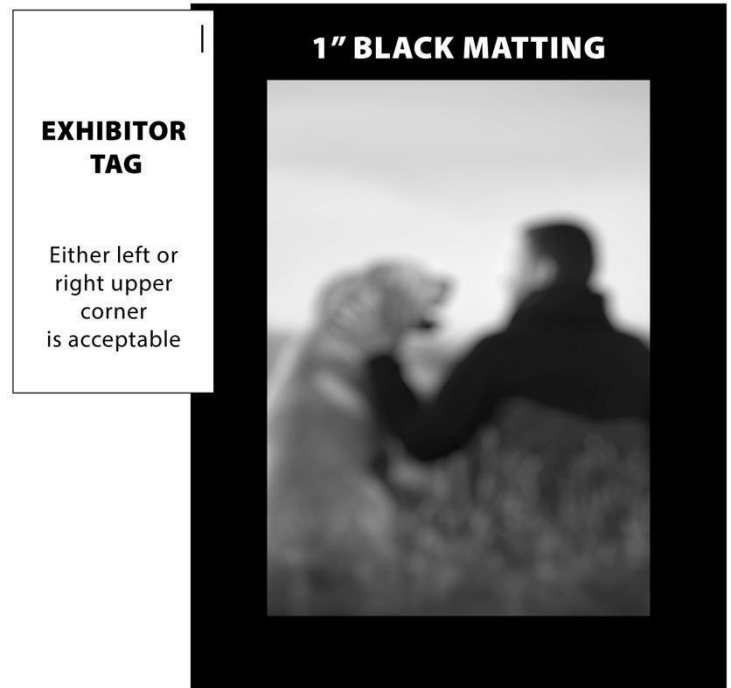 1" BLACK MATTING
EXHIBITOR
TAG
Either left or
right upper
corner
is acceptable